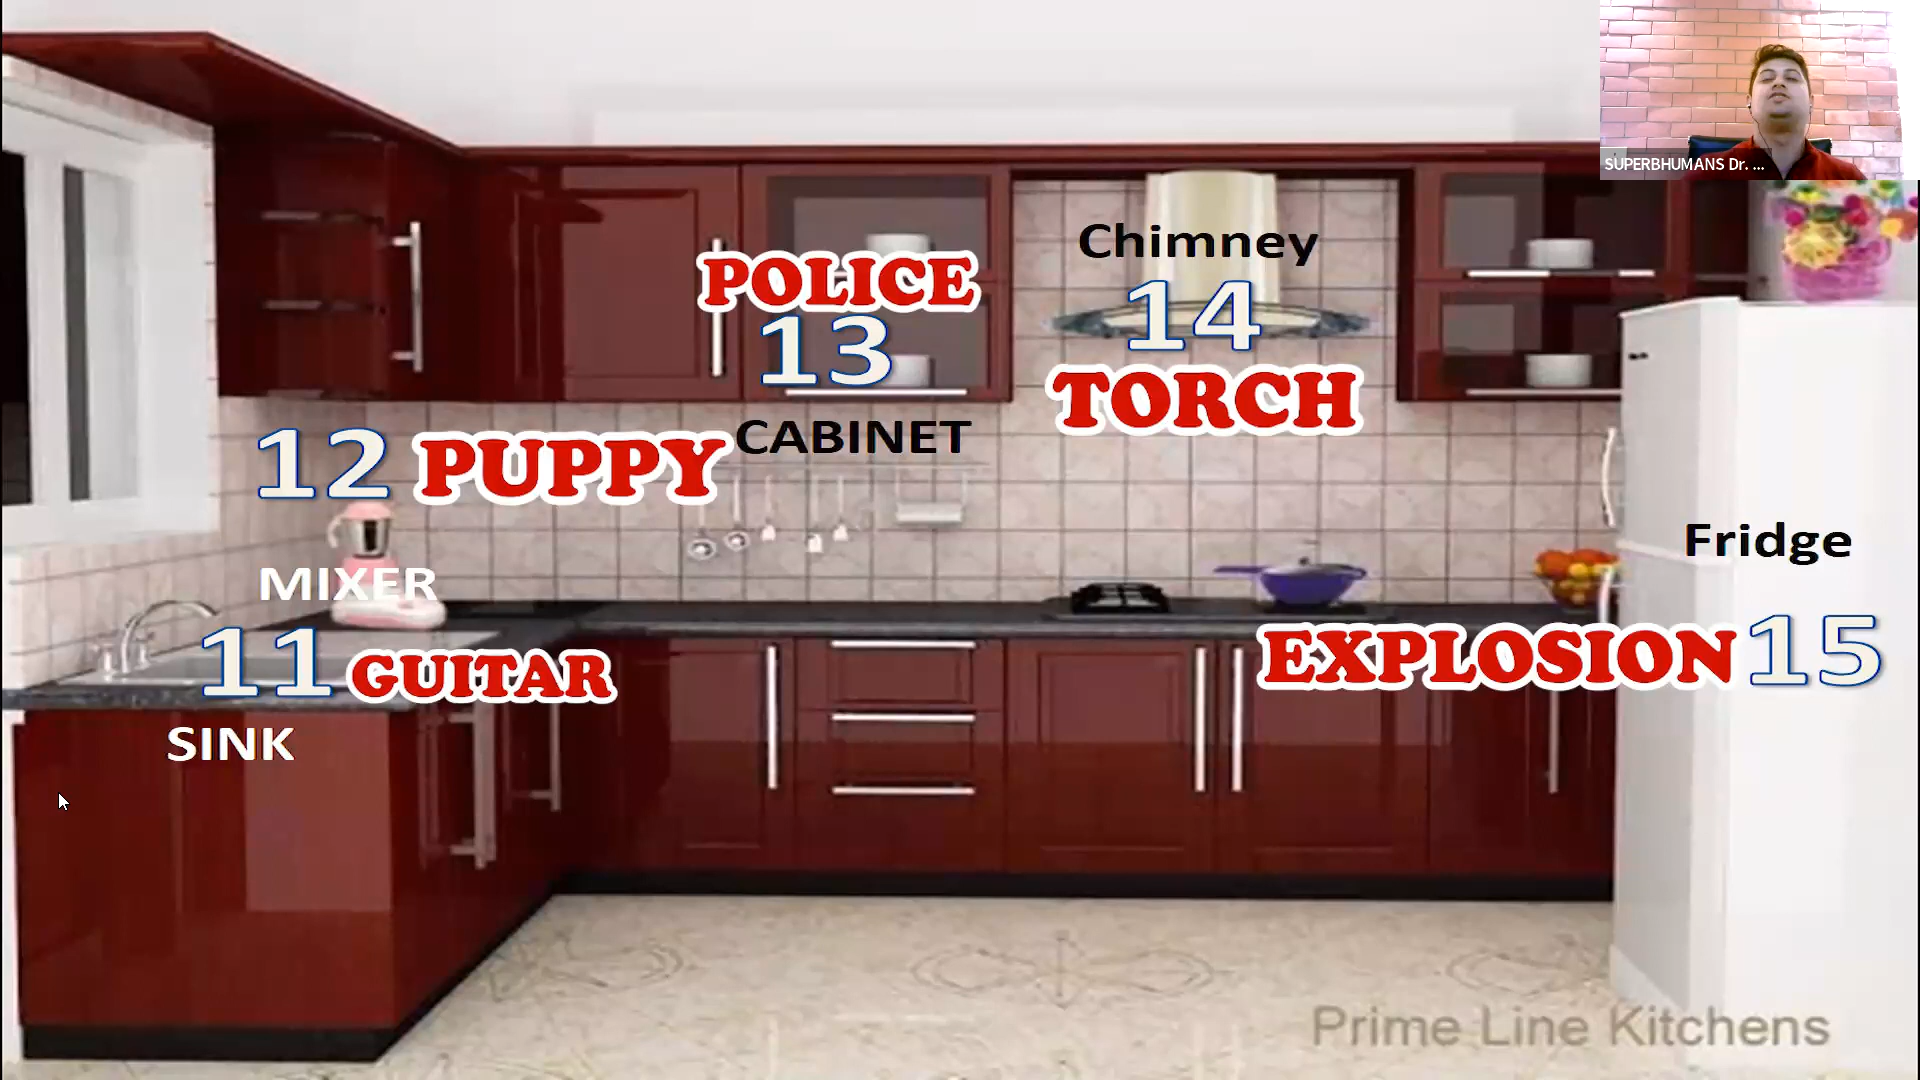 SUPERBHUMANS Dr. ...
Chimney
POLICE
14
13
TORCH
CABINET
12 PUPPY
Fridge
MIXER
11 GUITAR
EXPLOSION 15
SINK
Prime Line Kitchens